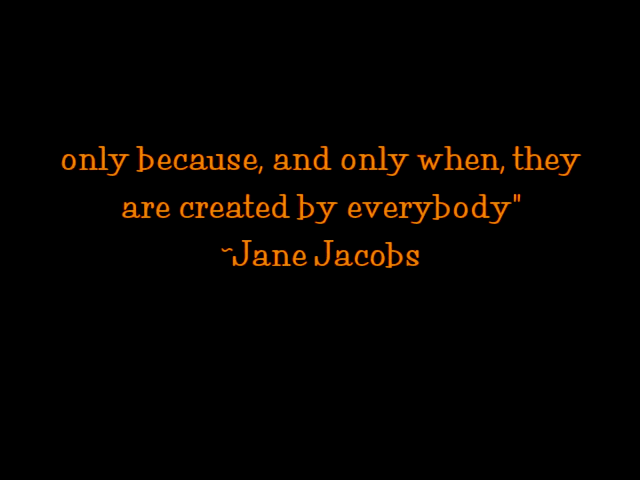 only because, and only when, they
are created by everybody"
~Jane Jacobs